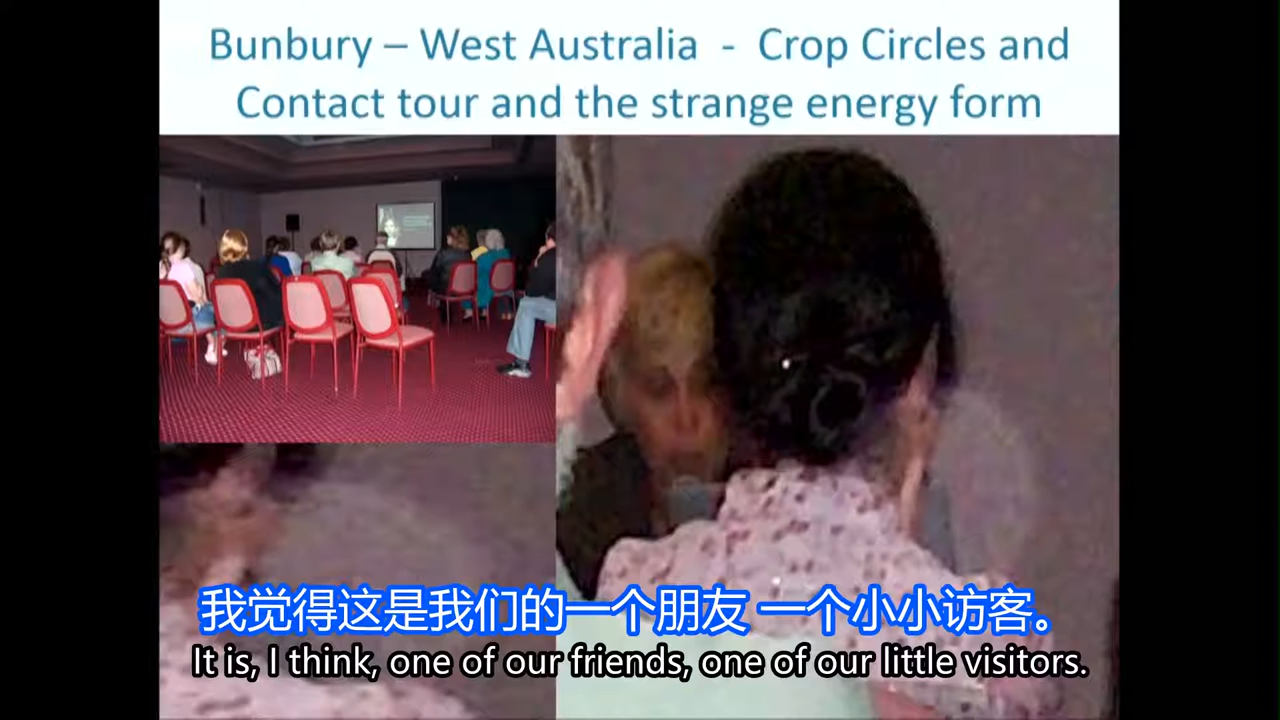 Bunbury – West Australia - Crop Circles and
Contact tour and the strange energy form
我觉得这是我们的一个朋友 一个小小访客。
It is, I think, one of our friends, one of our little visitors.